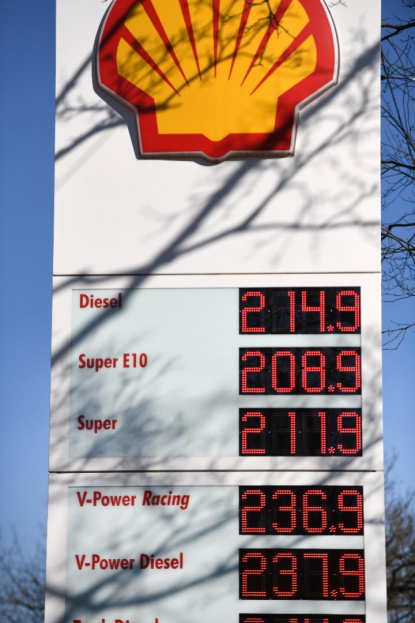 Diesel 214.9
Super E10 208.9
Super 211.9
V-Power Racing 236.9
V-Power Diesel 237.9